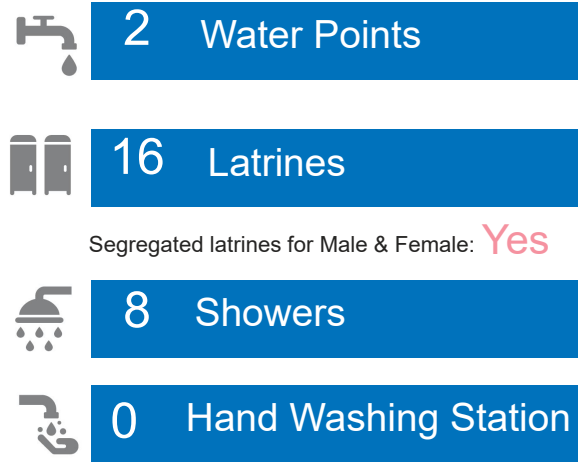 2 Water Points
16 Latrines
Segregated latrines for Male & Female: Yes
8 Showers
0 Hand Washing Station